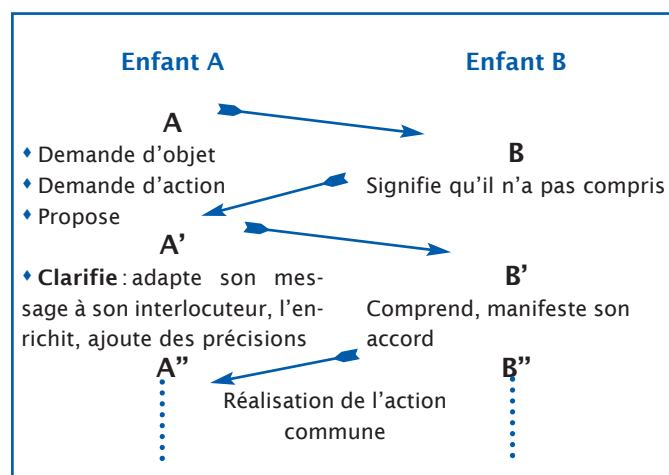 Enfant A
Enfant B
A
♦ Demande d'objet
♦ Demande d'action
♦ Propose
B
Signifie qu'il n'a pas compris
A'
♦ Clarifie : adapte son mes-
sage à son interlocuteur, l'en-
richit, ajoute des précisions
B'
Comprend, manifeste son
accord
A’’
B’’
Réalisation de l'action
commune